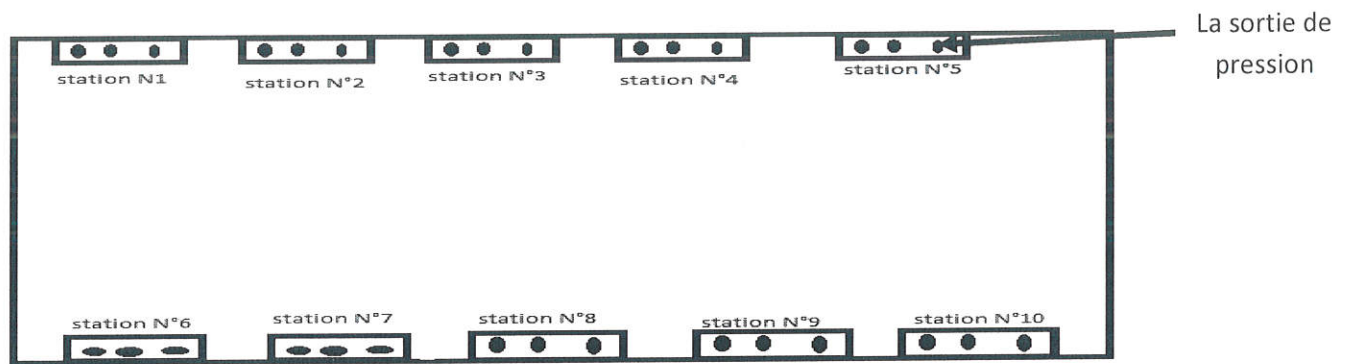 La sortie de
pression
station N1
station N°2
station N°3
station N°4
station N°5
station N°6
station N°7
station N°8
station N°9
station N°10